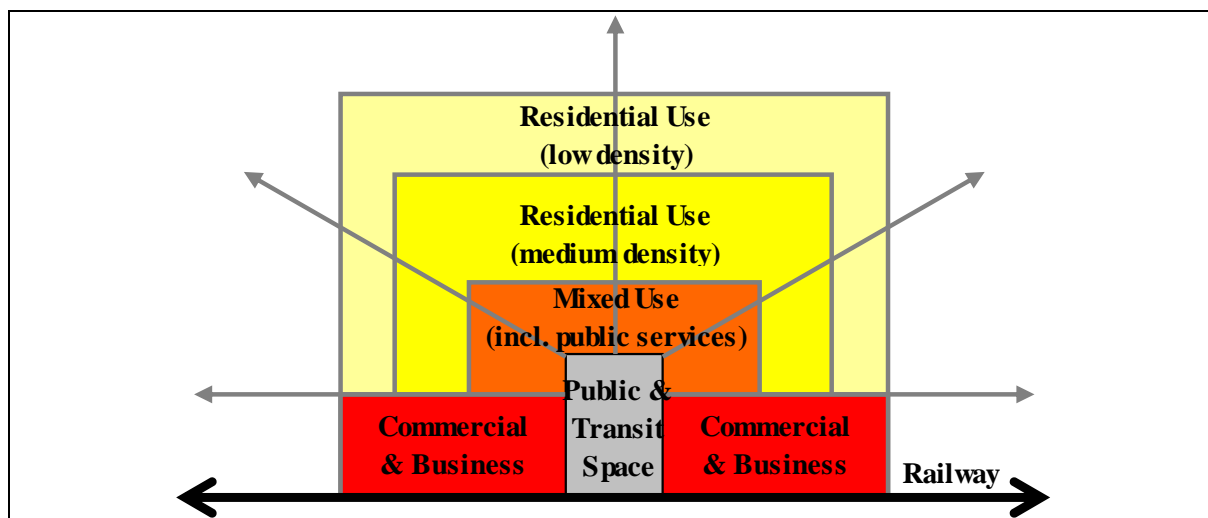 Residential Use
(low density)
Residential Use
(medium density)
Mixed Use
(incl. public services)
Public &
Transit
Space
Commercial
& Business
Commercial
& Business
Railway